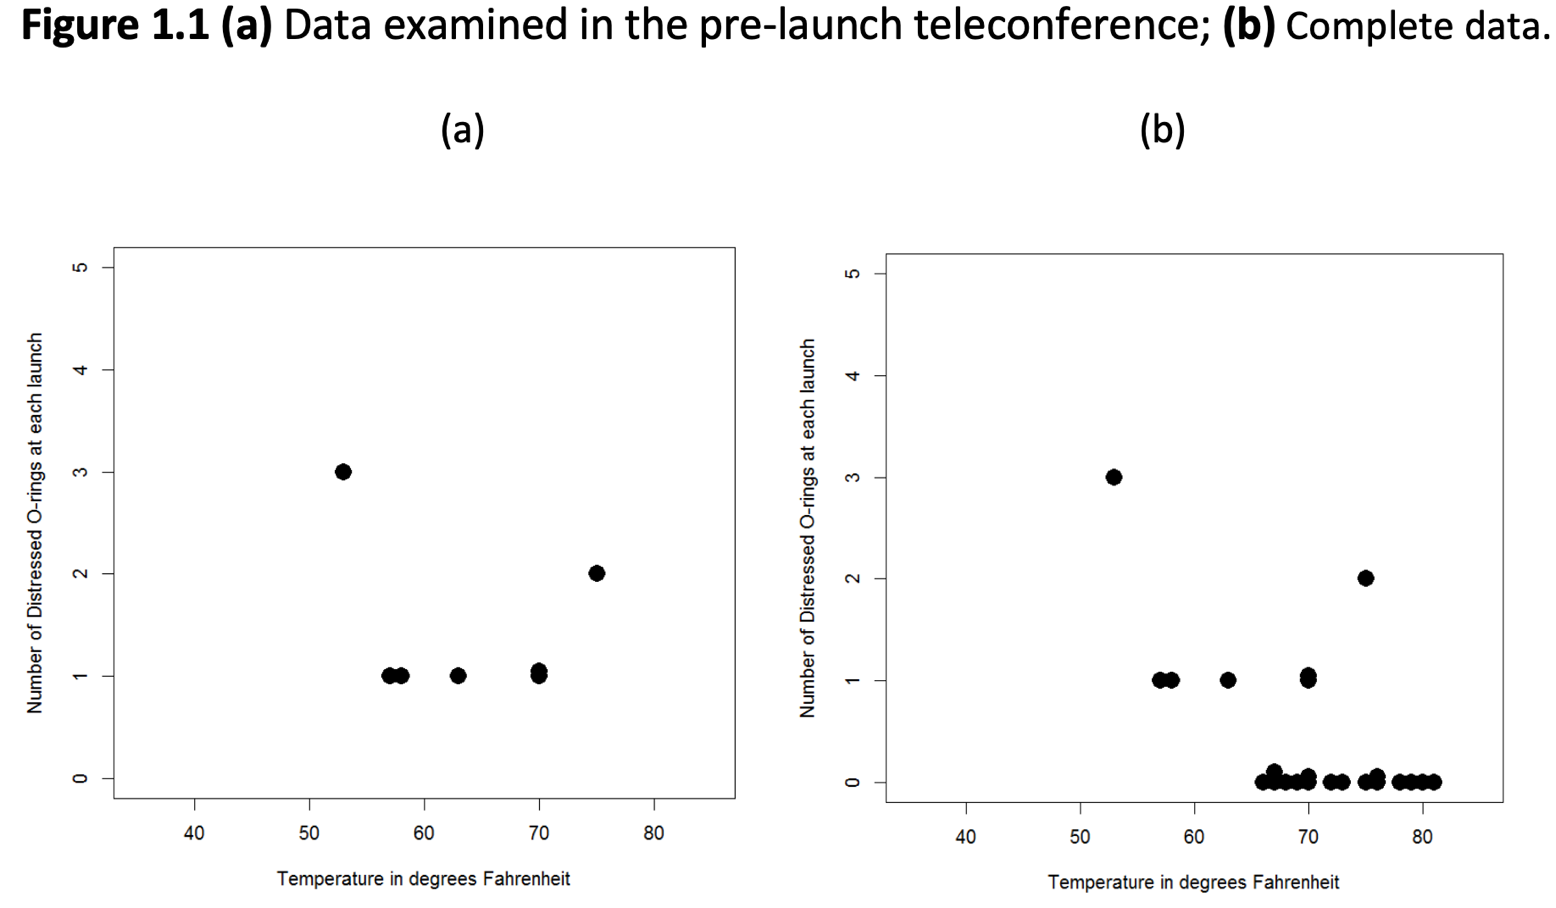 Figure 1.1 (a) Data examined in the pre-launch teleconference; (b) Complete data.
(a)
(b)
Number of Distressed O-rings at each launch
5
4
3
2
1
0
40 50 60 70 80
Temperature in degrees Fahrenheit
Number of Distressed O-rings at each launch
5
4
3
2
1
0
40 50 60 70 80
Temperature in degrees Fahrenheit